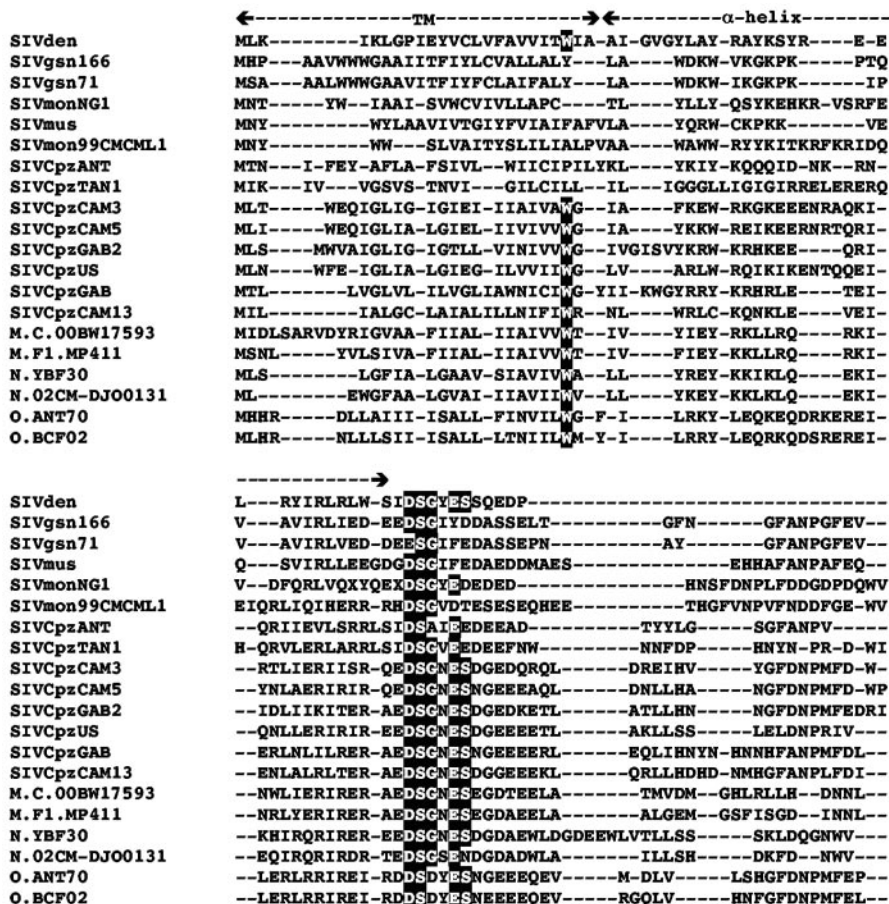 ←--------------------TM--------------------→←-------------α-helix---------
SIVden MLK-------IKLGPIEYVCLVFAVVITWIA-AI-GVGYLAY-RAYKSYR----E-E
SIVgsn166 MHP----AAVWWWGAAIITFIYLCVALLALY---LA----WDKW-VKGKPK-----PTQ
SIVgsn71 MSA----AALWWWGAAVITFIYFCLAIFALY---LA----WDKW-IKGKPK------IP
SIVmonNG1 MNT------YW--IAAI-SVWCVIVLLAPC----TL----YLLY-QSYKEHKR-VSRFE
SIVmus MNY--------WYLAAVIVTGIYFVIAIFAFVLA-----YQRW-CKPKK------VE
SIVmon99CMCML1 MNY------WW---SLVAITYSLILIALPVAA-----WAWW-RYYKITKRFKRIDQ
SIVCpzANT MTN---I-FEY-AFLA-FSIVL--WIICIPILYKL---YKIY-KQQQID-NK--RN-
SIVCpzTAN1 MIK---IV----VGSVS-TNVI---GILCILL--IL--IGGGLLIGIGIRRELERERQ
SIVCpzCAM3 MLT-----WEQIGLIG-IGIEI-IIAIVAWG--IA----FKEW-RKGKEEENRAQKI-
SIVCpzCAM5 MLI-----WEQIGLIA-LGIEL-IIVIVVWG--IA----YKKW-REIKEERNRTQRI-
SIVCpzGAB2 MLS----MWVAIGLIG-IGTLL-VINIVVWG--IVGISVYKRW-KRHKEE----QRI-
SIVCpzUS MLN----WFE-IGLIA-LGIEG-ILVVIIWG--LV----ARLW-RQIKIKENTQQEI-
SIVCpzGAB MTL-------LVGLVL-ILVGLIAWNICIWG-YII-KWGYRRY-KRHRLE----TEI-
SIVCpzCAM13 MIL-------IALGC-LAIALILLNIFIWR--NL----WRLC-KQNKLE----VEI-
M.C.00BW17593 MIDLSARVDYRIGVAA-FIIAL-IIAIVVWT--IV----YIEY-RKLLRQ----RKI-
M.F1.MP411 MSNL-----YVLSIVA-FIIAL-IIAIVVWT--IV----FIEY-KKLLRQ----RKI-
N.YBF30 MLS-------LGFIA-LGAAV-SIAVIVWA--LL----YREY-KKIKLQ----EKI-
N.02CM-DJO0131 ML------EWGFAA-LGVAI-IIVAIIWV--LL----YKEY-KKLKLQ----EKI-
O.ANT70 MHHR-----DLLAIII-ISALL-FINVILWG-F-I----LRKY-LEQKEQDRKEREI-
O.BCF02 MLHR-----NLLLSII-ISALL-LTNIILWM-Y-I----LRRY-LEQRKQDSREREI-
-----------------→
SIVden L---RYIRLRLW-SIDSGYESSQEDP-----------------------------
SIVgsn166 V---AVIRLIED-EEDSGIYDDASSELT---------GFN------GFANPGFEV--
SIVgsn71 V---AVIRLVED-DEESGIFEDASSEPN---------AY-------GFANPGFEV--
SIVmus Q---SVIRLLEEGDGDSGIFEDAEDDMAES------------EHHAFANPAFEQ---
SIVmonNG1 V--DFQRLVQXYQEXDSGYEDEDED-------------HNSFDNPLFDDGDPDQWV
SIVmon99CMCML1 EIQRLIQIHERR-RHDSGVDTESESEQHEE---------THGFVNPVFNDDFGE-WV
SIVCpzANT --QRIIEVLSRRLSIDSAIEEDEEAD----------TYYLG-----SGFANPV----
SIVCpzTAN1 H-QRVLERLARRLSIDSGVEEDEEFNW----------NNFDP----HNYN-PR-D-WI
SIVCpzCAM3 --RTLIERIISR-QEDSGNESDGEDQRQL------DREIHV-----YGFDNPMFD-W-
SIVCpzCAM5 --YNLAERIRIR-QEDSGNESNGEEEAQL------DNLLHA-----NGFDNPMFD-WP
SIVCpzGAB2 --IDLIIKITER-AEDSGNESDGEDKETL------ATLLHN-----NGFDNPMFEDRI
SIVCpzUS --QNLLERIRIR-EEDSGNESDGEEEETL------AKLLSS-----LELDNPRIV---
SIVCpzGAB --ERLNLILRER-AEDSGNESNGEEEERL------EQLIHNYN-HNNHFANPMFDL--
SIVCpzCAM13 --ENLALRLTER-AEDSGNESDGGEEEKL------QRLLHDHD-NMHGFANPLFDI--
M.C.00BW17593 --NWLIERIRER-AEDSGNESEGDTEELA------TMVDM--GHLRLLH--DNNL---
M.F1.MP411 --NRLYERIRER-AEDSGNESEGDAEELA------ALGEM--GSFISGD--INNL---
N.YBF30 --KHIRQRIRER-EEDSGNESDGDAEWLDGDEEWLVTLLSS-----SKLDQGNWV---
N.02CM-DJO0131 --EQIRQRIRDR-TEDSGSENDGDADWLA------ILLSH-----DKFD--NWV---
O.ANT70 --LERLRRIREI-RDDSDYESNGEEEQEV------M-DLV-----LSHGFDNPMFEP-
O.BCF02 --LERLRRIREI-RDDSDYESNEEEEQEV------RGQLV-----HNFGFDNPMFEL-